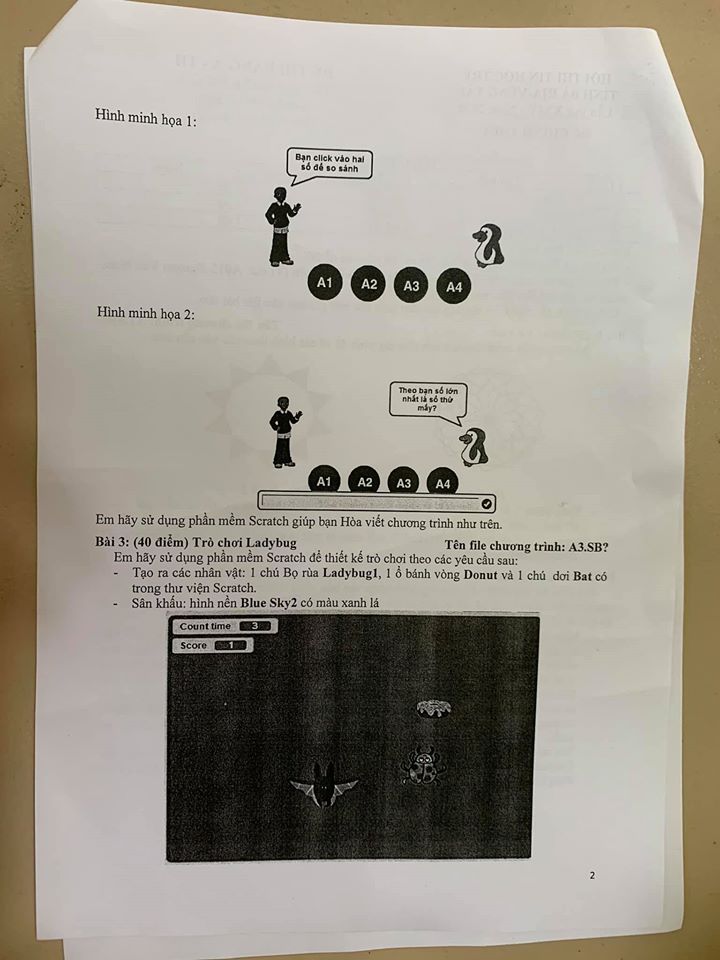 Hình minh họa 1:
Bạn click vào hai
số để so sánh
A1 A2 A3 A4
Hình minh họa 2:
Theo bạn số lớn
nhất là số thứ
mấy?
A1 A2 A3 A4
Em hãy sử dụng phần mềm Scratch giúp bạn Hòa viết chương trình như trên.
Bài 3: (40 điểm) Trò chơi Ladybug Tên file chương trình: A3.SB?
Em hãy sử dụng phần mềm Scratch để thiết kế trò chơi theo các yêu cầu sau:
- Tạo ra các nhân vật: 1 chú Bọ rùa Ladybug1, 1 ổ bánh vòng Donut và 1 chú dơi Bat có
trong thư viện Scratch.
- Sân khấu: hình nền Blue Sky2 có màu xanh lá
Count time 3
Score 1
2